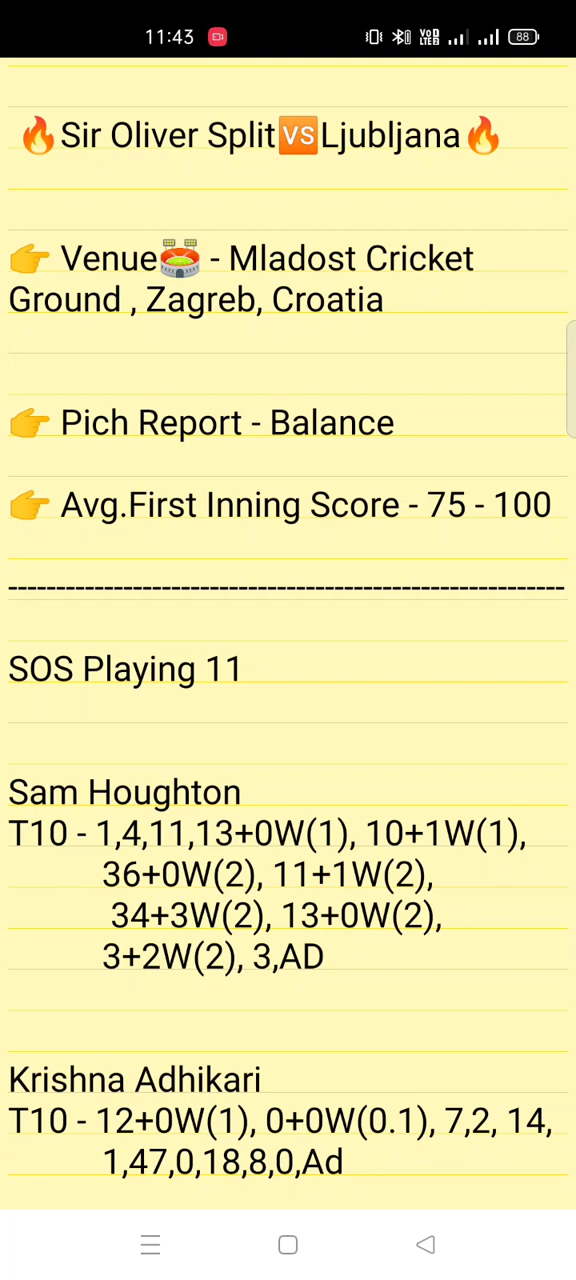 11:43 VoD LTE2 88
🔥Sir Oliver Split🆚Ljubljana🔥
👉 Venue🏟 - Mladost Cricket
Ground , Zagreb, Croatia
👉 Pich Report - Balance
👉 Avg.First Inning Score - 75 - 100
-----------------------------------------------------------
SOS Playing 11
Sam Houghton
T10 - 1,4,11,13+0W(1), 10+1W(1),
36+0W(2), 11+1W(2),
34+3W(2), 13+0W(2),
3+2W(2), 3,AD
Krishna Adhikari
T10 - 12+0W(1), 0+0W(0.1), 7,2, 14,
1,47,0,18,8,0,Ad